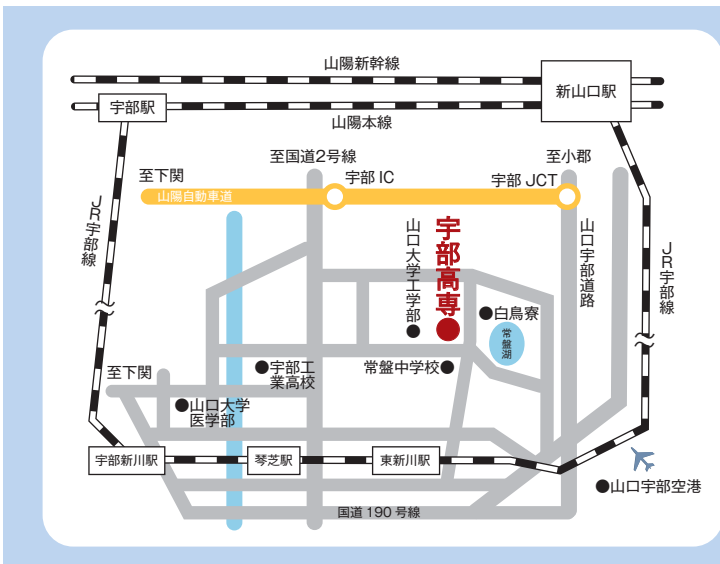 山陽新幹線
新山口駅
宇部駅
山陽本線
至国道2号線
至小郡
至下関
宇部 IC
宇部 JCT
山陽自動車道
JR宇部線
山口大学工学部
宇部高専
山口宇部道路
JR宇部線
白鳥寮
常盤湖
至下関
宇部工
業高校
常盤中学校
山口大学
医学部
宇部新川駅
琴芝駅
東新川駅
山口宇部空港
国道 190 号線